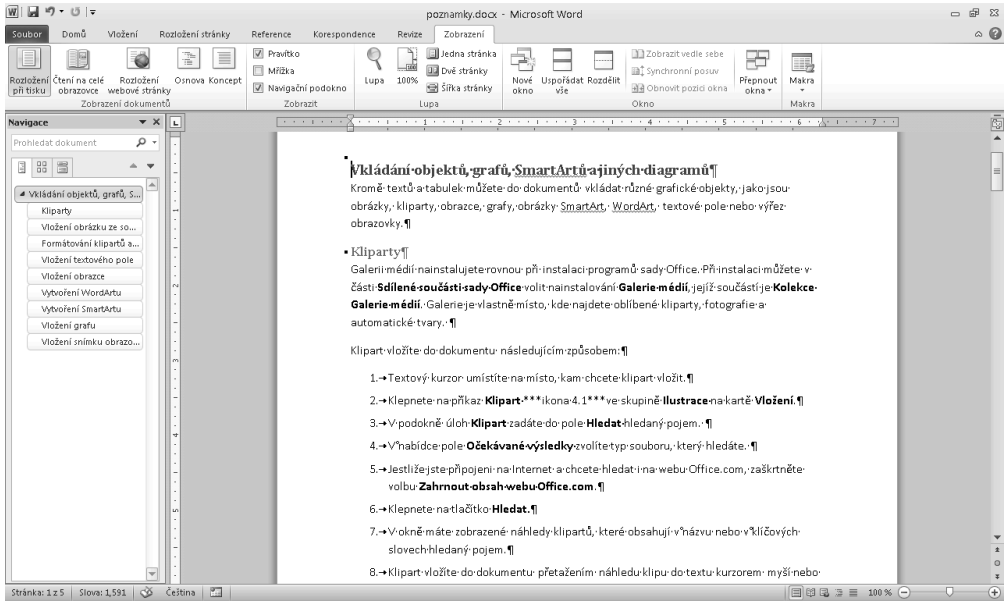 poznamky.docx - Microsoft Word
Soubor Domů Vložení Rozložení stránky Reference Korespondence Revize Zobrazení
Rozložení při tisku
Čtení na celé obrazovce
Rozložení webové stránky
Osnova
Koncept
Zobrazení dokumentů
Pravítko
Mřížka
Navigační podokno
Zobrazit
Lupa
100%
Jedna stránka
Dvě stránky
Šířka stránky
Lupa
Nové okno
Uspořádat vše
Rozdělit
Zobrazit vedle sebe
Synchronní posuv
Obnovit pozici okna
Přepnout okna
Okno
Makra
Makra
Navigace
Prohledat dokument
Vkládání objektů, grafů, S...
Kliparty
Vložení obrázku ze so...
Formátování klipartů a...
Vložení textového pole
Vložení obrazce
Vytvoření WordArtu
Vytvoření SmartArtu
Vložení grafu
Vložení snímku obrazo...
1 2 3 4 5 6 7
Vkládání·objektů,·grafů,·SmartArtů·a·jiných·diagramů¶
Kromě·textů·a·tabulek·můžete·do·dokumentů·vkládat·různé·grafické·objekty,·jako·jsou·
obrázky,·kliparty,·obrazce,·grafy,·obrázky·SmartArt,·WordArt,·textové·pole·nebo·výřez·
obrazovky.¶
Kliparty¶
Galerii·médií·nainstalujete·rovnou·při·instalaci·programů·sady·Office.·Při·instalaci·můžete·v·
části·Sdílené·součásti·sady·Office·volit·nainstalování·Galerie·médií,·jejíž·součástí·je·Kolekce·
Galerie·médií.·Galerie·je·vlastně·místo,·kde·najdete·oblíbené·kliparty,·fotografie·a·
automatické·tvary.·¶
Klipart·vložíte·do·dokumentu·následujícím·způsobem:¶
1.→Textový·kurzor·umístíte·na·místo,·kam·chcete·klipart·vložit.¶
2.→Klepnete·na·příkaz·Klipart·***ikona·4.1***·ve·skupině·Ilustrace·na·kartě·Vložení.¶
3.→V·podokně·úloh·Klipart·zadáte·do·pole·Hledat·hledaný·pojem.·¶
4.→V°nabídce·pole·Očekávané·výsledky·zvolíte·typ·souboru,·který·hledáte.·¶
5.→Jestliže·jste·připojeni·na·Internet·a·chcete·hledat·i·na·webu·Office.com,·zaškrtněte·
volbu·Zahrnout·obsah·webu·Office.com.¶
6.→Klepnete·na·tlačítko·Hledat.¶
7.→V·okně·máte·zobrazené·náhledy·klipartů,·které·obsahují·v°názvu·nebo·v°klíčových·
slovech·hledaný·pojem.¶
8.→Klipart·vložíte·do·dokumentu·přetažením·náhledu·klipu·do·textu·kurzorem·myší·nebo·
Stránka: 1 z 5 Slova: 1,591 Čeština 100 %